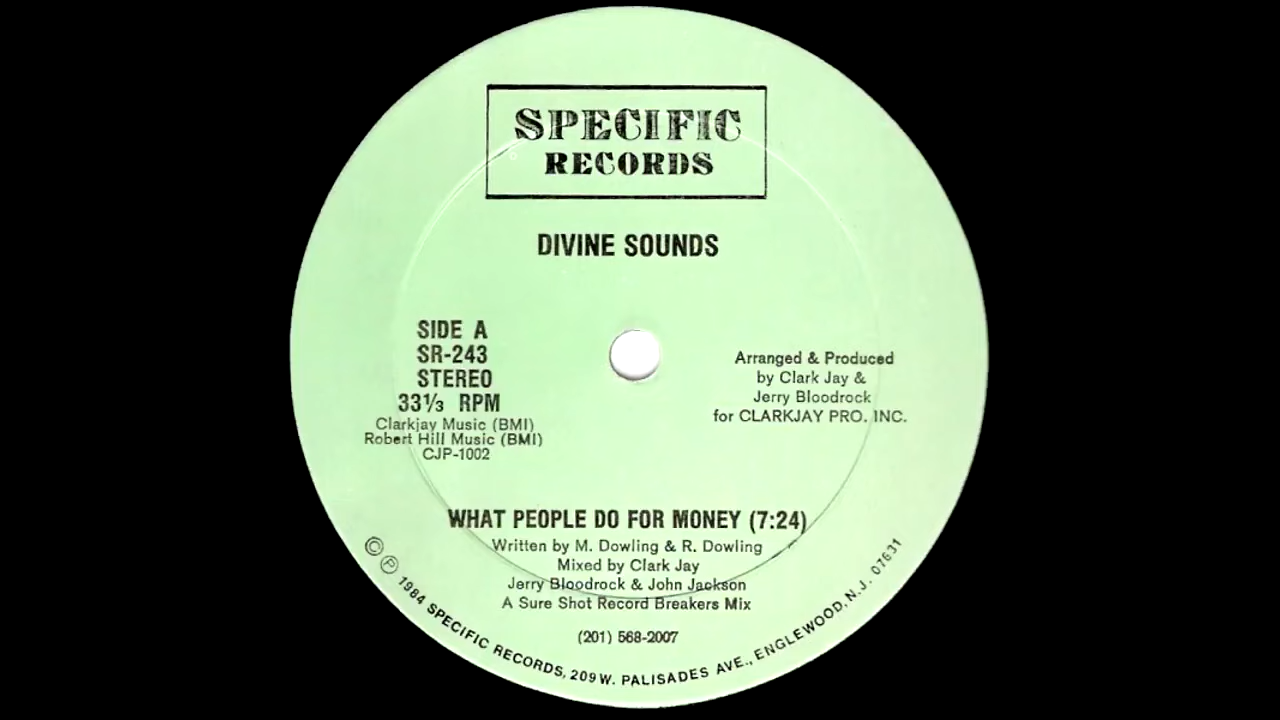 SPECIFIC
RECORDS
DIVINE SOUNDS
SIDE A
SR-243
STEREO
33⅓ RPM
Clarkjay Music (BMI)
Robert Hill Music (BMI)
CJP-1002
Arranged & Produced
by Clark Jay &
Jerry Bloodrock
for CLARKJAY PRO. INC.
WHAT PEOPLE DO FOR MONEY (7:24)
Written by M. Dowling & R. Dowling
Mixed by Clark Jay
Jerry Bloodrock & John Jackson
A Sure Shot Record Breakers Mix
(201) 568-2007
© ℗ 1984 SPECIFIC RECORDS, 209 W. PALISADES AVE., ENGLEWOOD, N.J. 07631